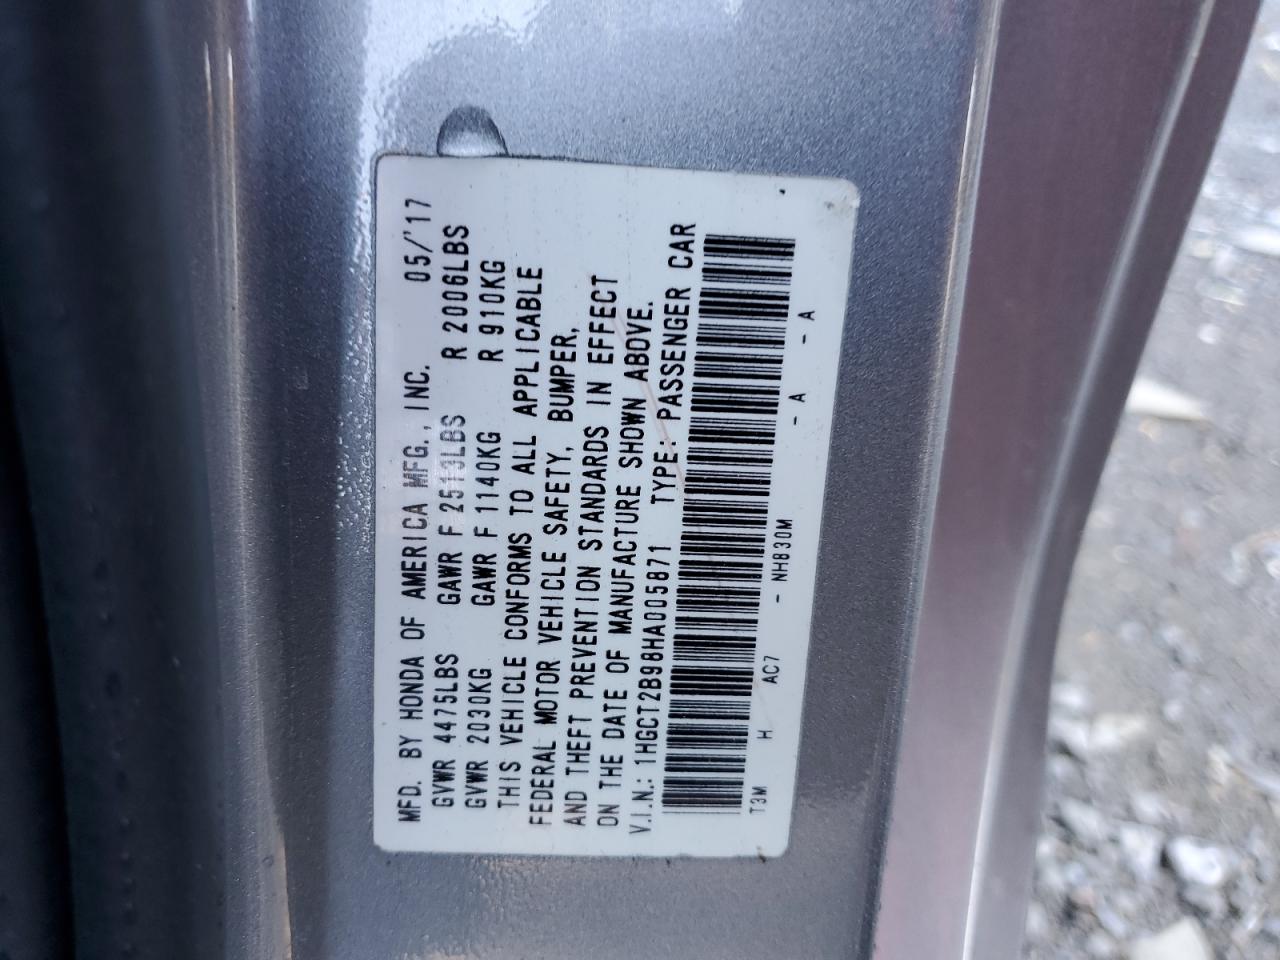 MFD. BY HONDA OF AMERICA MFG., INC. 05/'17
GVWR 4475LBS GAWR F 2513LBS R 2006LBS
GVWR 2030KG GAWR F 1140KG R 910KG
THIS VEHICLE CONFORMS TO ALL APPLICABLE
FEDERAL MOTOR VEHICLE SAFETY, BUMPER,
AND THEFT PREVENTION STANDARDS IN EFFECT
ON THE DATE OF MANUFACTURE SHOWN ABOVE.
V.I.N.: 1HGCT2B98HA005871 TYPE: PASSENGER CAR
T3M H AC7 - NH830M - A - A